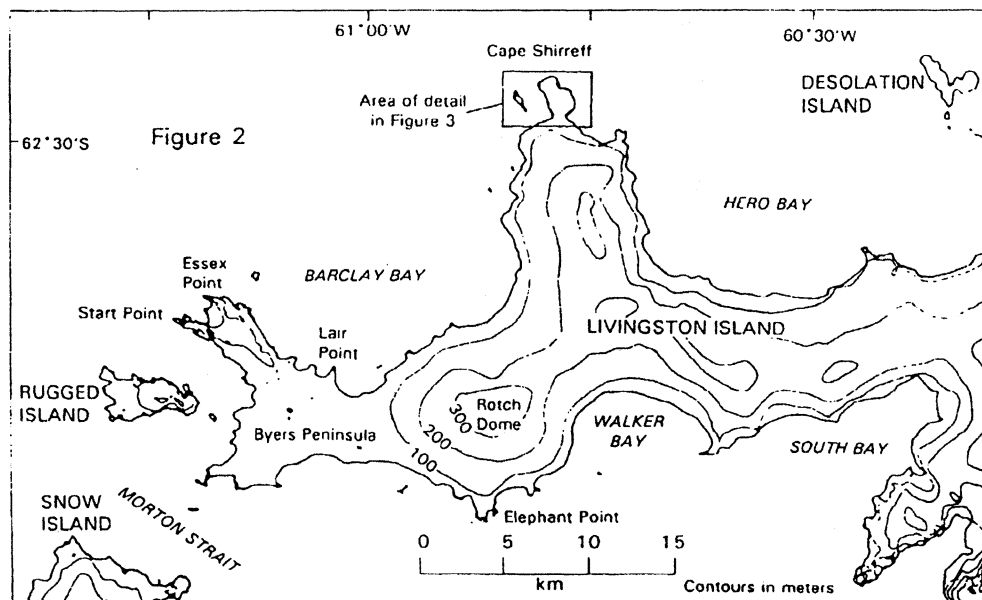 61°00'W
60°30'W
Cape Shirreff
DESOLATION
ISLAND
Area of detail
in Figure 3
Figure 2
62°30'S
HERO BAY
Essex
Point
BARCLAY BAY
Start Point
Lair
Point
LIVINGSTON ISLAND
RUGGED
ISLAND
300
Rotch
Dome
WALKER
BAY
Byers Peninsula
200
100
SOUTH BAY
SNOW
ISLAND
MORTON STRAIT
Elephant Point
0 5 10 15
km
Contours in meters